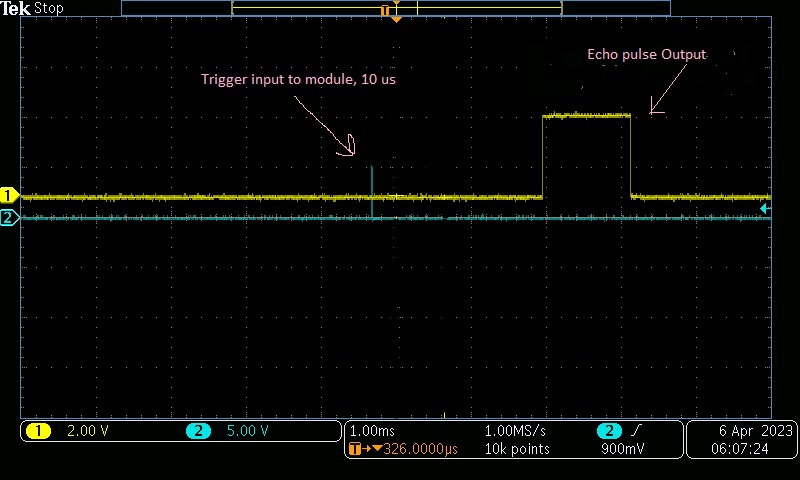 Tek Stop
T
Echo pulse Output
Trigger input to module, 10 us
1
2
1 2.00 V 2 5.00 V
1.00ms 1.00MS/s 2
T→▼326.0000µs 10k points 900mV
6 Apr 2023
06:07:24